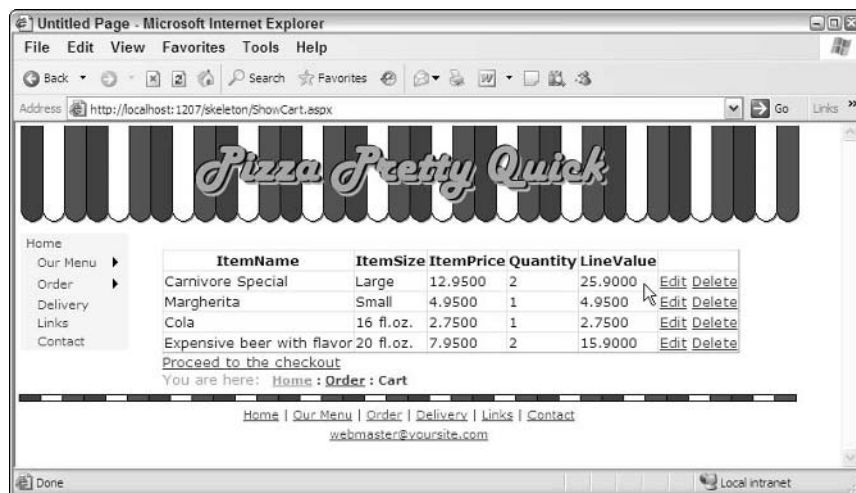 Untitled Page - Microsoft Internet Explorer
File Edit View Favorites Tools Help
Back Search Favorites
Address http://localhost:1207/skeleton/ShowCart.aspx Go Links »
Pizza Pretty Quick
Home
Our Menu
Order
Delivery
Links
Contact
ItemName ItemSize ItemPrice Quantity LineValue
Carnivore Special Large 12.9500 2 25.9000 Edit Delete
Margherita Small 4.9500 1 4.9500 Edit Delete
Cola 16 fl.oz. 2.7500 1 2.7500 Edit Delete
Expensive beer with flavor 20 fl.oz. 7.9500 2 15.9000 Edit Delete
Proceed to the checkout
You are here: Home : Order : Cart
Home | Our Menu | Order | Delivery | Links | Contact
webmaster@yoursite.com
Done Local intranet